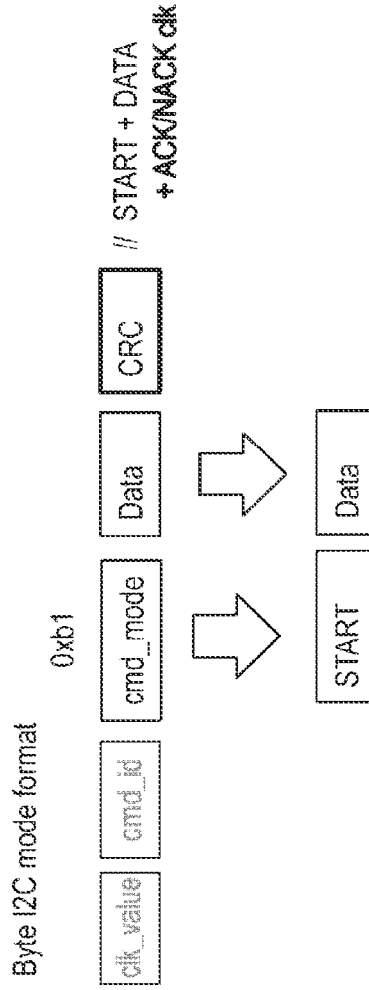 Byte I2C mode format
0xb1
clk_value cmd_id cmd_mode Data CRC // START + DATA
+ ACK/NACK clk
START Data